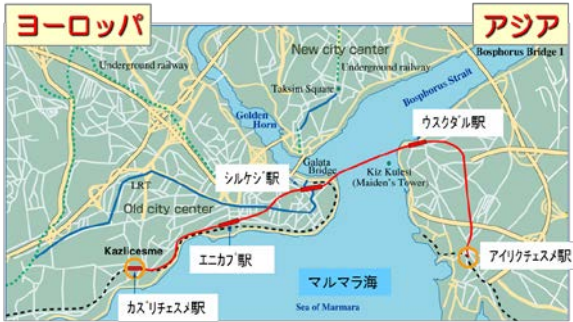 ヨーロッパ
アジア
New city center
Bosphorus Bridge 1
Underground railway
Underground railway
Taksim Square
Bosphorus Strait
Golden
Horn
ウスクダル駅
Galata
Bridge
シルケジ駅
Kiz Kulesi
(Maiden's Tower)
LRT
Old city center
Kazlicesme
エニカプ駅
アイリクチェスメ駅
マルマラ海
カズリチェスメ駅
Sea of Marmara